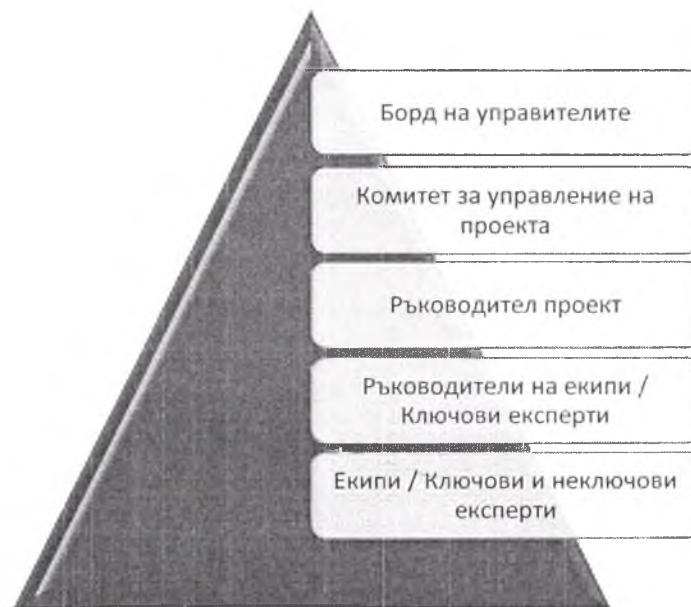 Борд на управителите
Комитет за управление на
проекта
Ръководител проект
Ръководители на екипи /
Ключови експерти
Екипи / Ключови и неключови
експерти